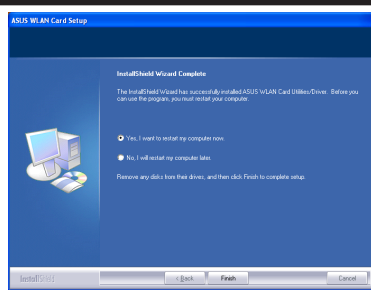 ASUS WLAN Card Setup
InstallShield Wizard Complete
The InstallShield Wizard has successfully installed ASUS WLAN Card Utilities/Driver. Before you
can use the program, you must restart your computer.
Yes, I want to restart my computer now.
No, I will restart my computer later.
Remove any disks from their drives, and then click Finish to complete setup.
InstallShield
< Back
Finish
Cancel